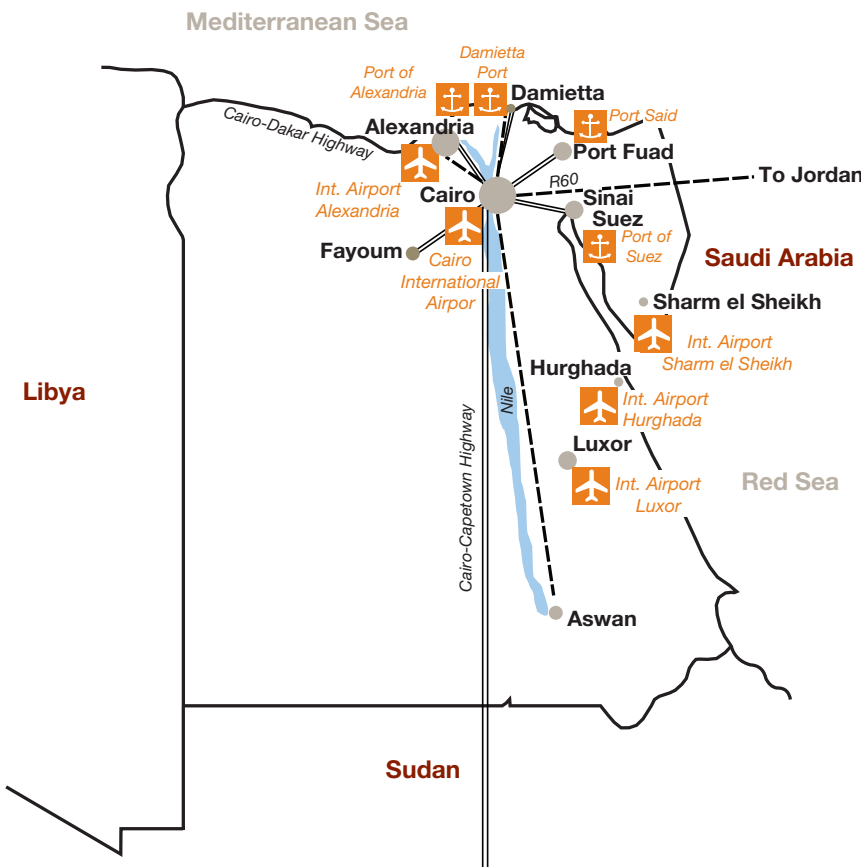 Mediterranean Sea
Damietta
Port
Port of
Alexandria
Damietta
Port Said
Cairo-Dakar Highway
Alexandria
Port Fuad
R60
To Jordan
Int. Airport
Alexandria
Cairo
Sinai
Suez
Fayoum
Cairo
International
Airpor
Port of
Suez
Saudi Arabia
Sharm el Sheikh
Int. Airport
Sharm el Sheikh
Libya
Hurghada
Int. Airport
Hurghada
Nile
Luxor
Int. Airport
Luxor
Red Sea
Cairo-Capetown Highway
Aswan
Sudan